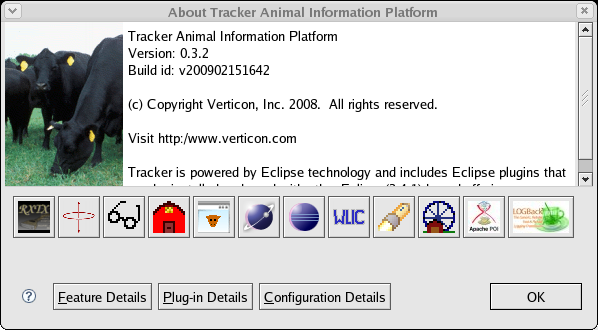 About Tracker Animal Information Platform
Tracker Animal Information Platform
Version: 0.3.2
Build id: v200902151642
(c) Copyright Verticon, Inc. 2008.  All rights reserved.
Visit http:/www.verticon.com
Tracker is powered by Eclipse technology and includes Eclipse plugins that
RXTX
WUIC
Apache POI
LOGBack
?
Feature Details
Plug-in Details
Configuration Details
OK